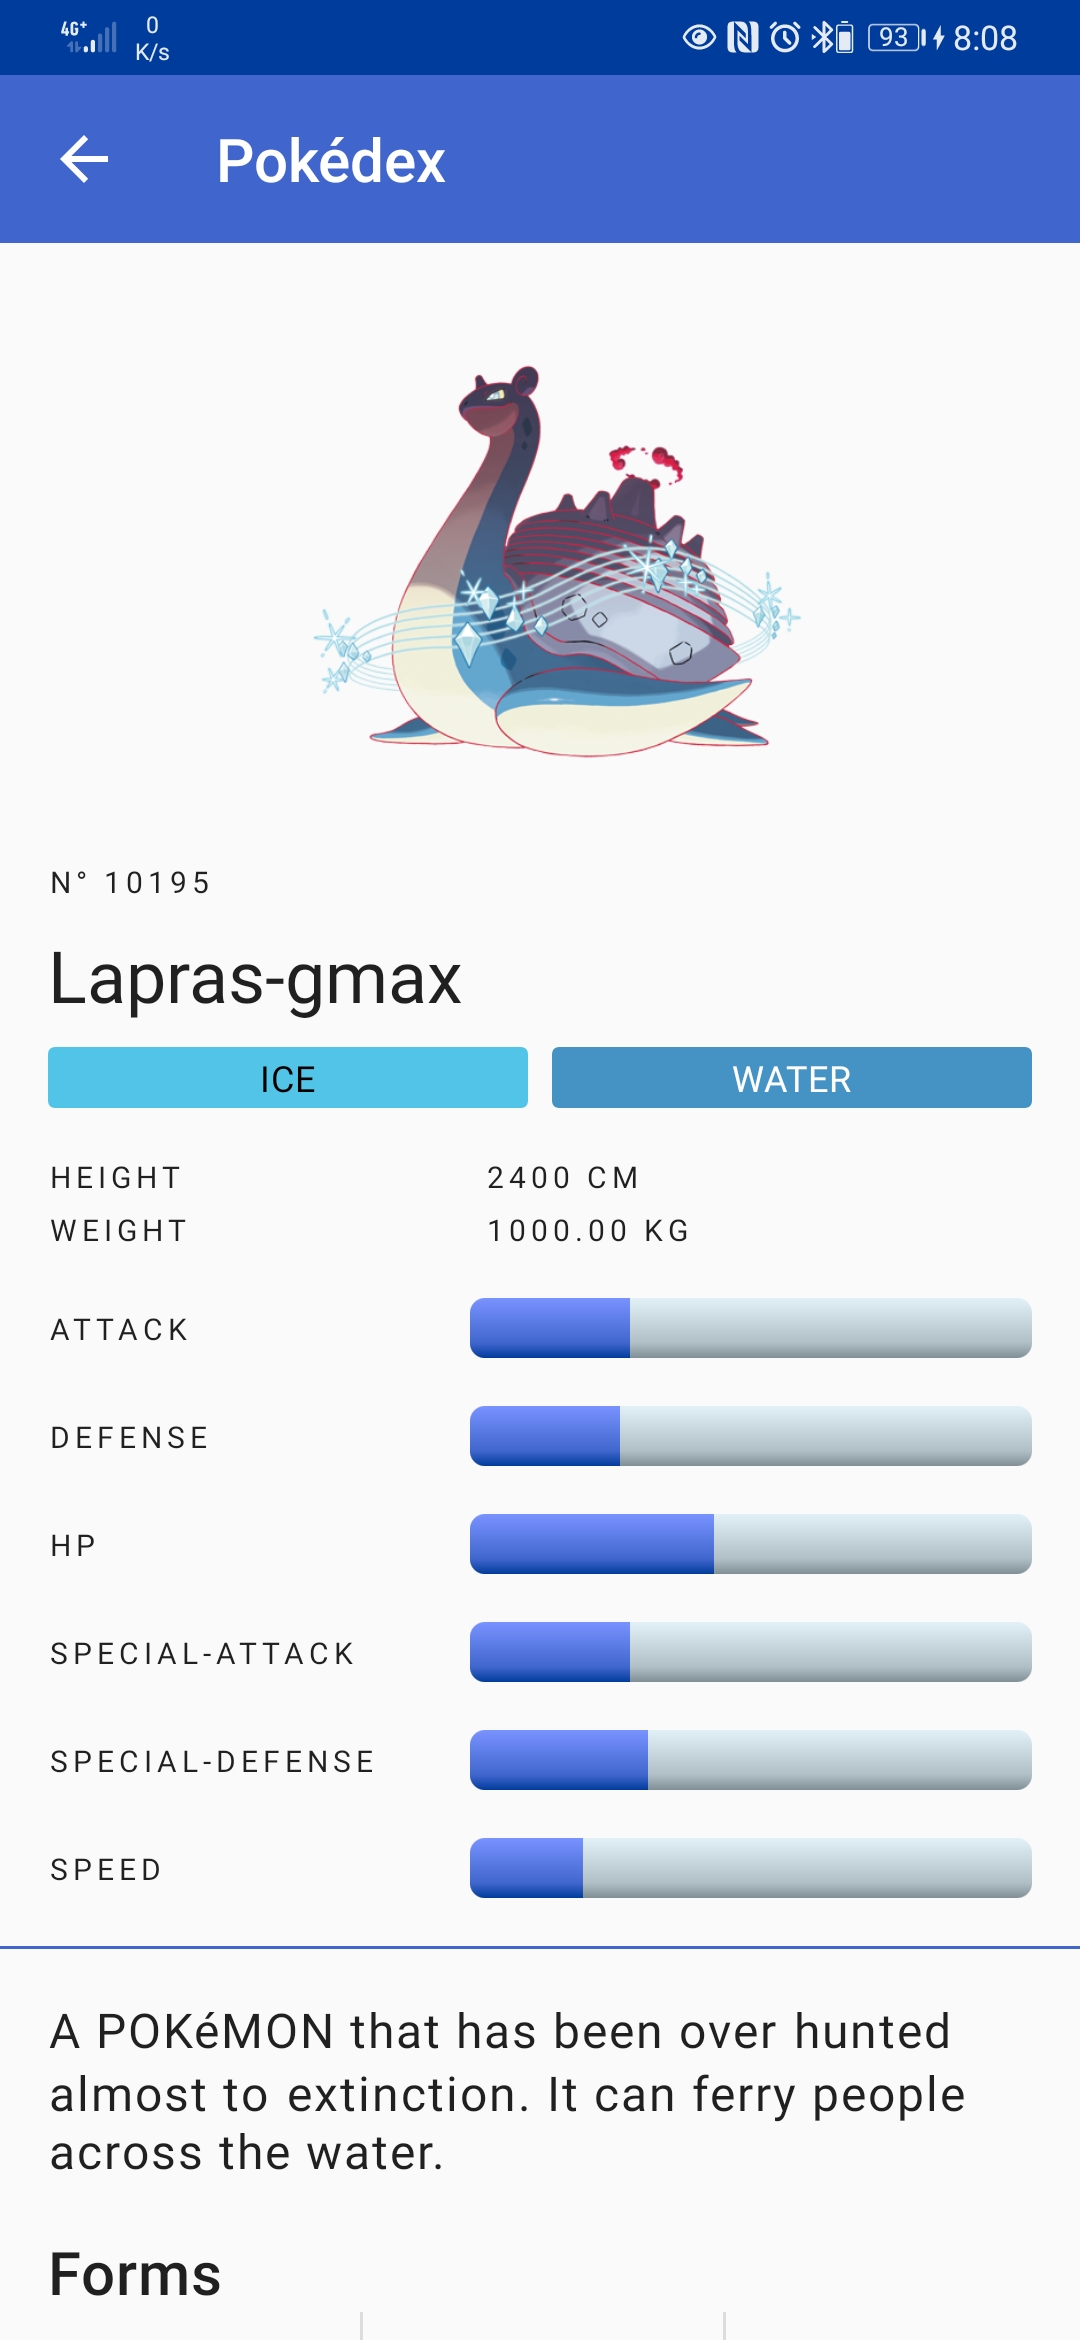 4G+ 0 K/s 93 8:08
Pokédex
N° 10195
Lapras-gmax
ICE WATER
HEIGHT 2400 CM
WEIGHT 1000.00 KG
ATTACK
DEFENSE
HP
SPECIAL-ATTACK
SPECIAL-DEFENSE
SPEED
A POKéMON that has been over hunted
almost to extinction. It can ferry people
across the water.
Forms